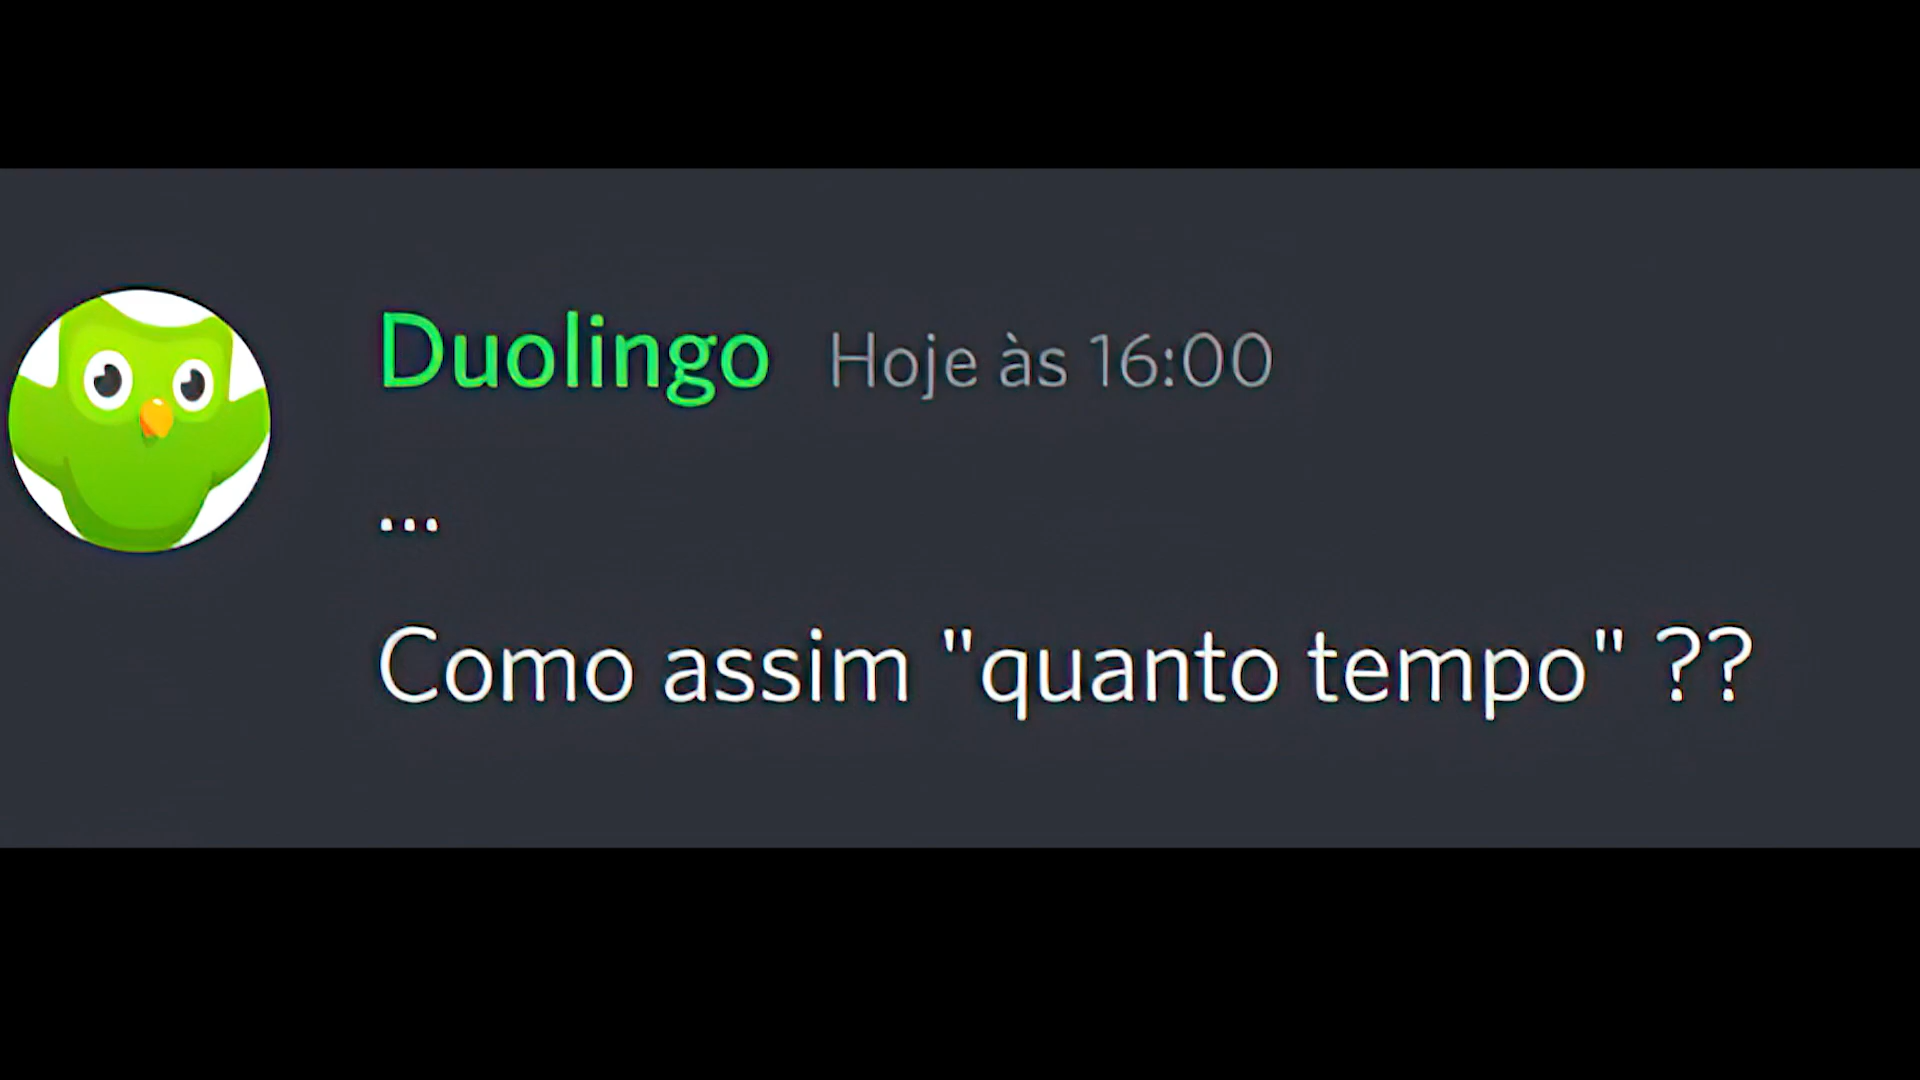 Duolingo Hoje às 16:00
...
Como assim "quanto tempo" ??